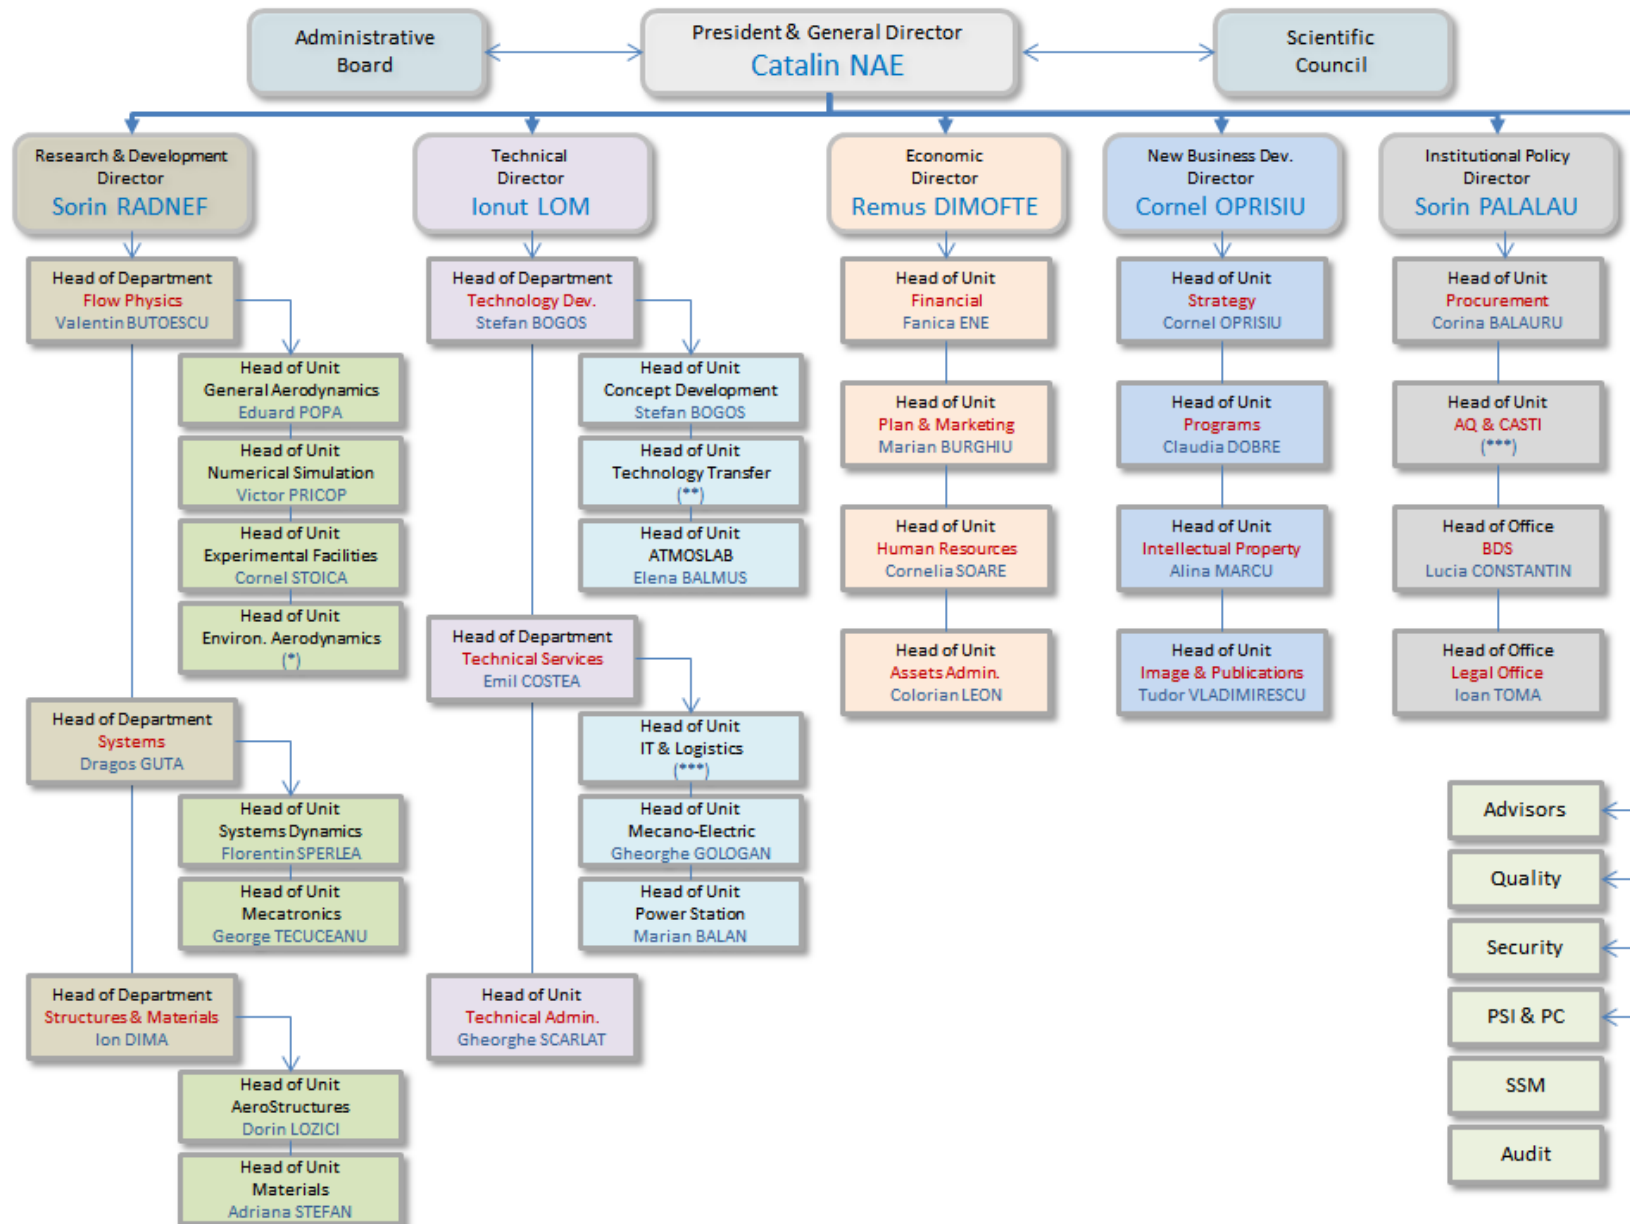 Administrative
Board
President & General Director
Catalin NAE
Scientific
Council
Research & Development
Director
Sorin RADNEF
Technical
Director
Ionut LOM
Economic
Director
Remus DIMOFTE
New Business Dev.
Director
Cornel OPRISIU
Institutional Policy
Director
Sorin PALALAU
Head of Department
Flow Physics
Valentin BUTOESCU
Head of Unit
General Aerodynamics
Eduard POPA
Head of Unit
Numerical Simulation
Victor PRICOP
Head of Unit
Experimental Facilities
Cornel STOICA
Head of Unit
Environ. Aerodynamics
(*)
Head of Department
Systems
Dragos GUTA
Head of Unit
Systems Dynamics
Florentin SPERLEA
Head of Unit
Mecatronics
George TECUCEANU
Head of Department
Structures & Materials
Ion DIMA
Head of Unit
AeroStructures
Dorin LOZICI
Head of Unit
Materials
Adriana STEFAN
Head of Department
Technology Dev.
Stefan BOGOS
Head of Unit
Concept Development
Stefan BOGOS
Head of Unit
Technology Transfer
(**)
Head of Unit
ATMOSLAB
Elena BALMUS
Head of Department
Technical Services
Emil COSTEA
Head of Unit
IT & Logistics
(***)
Head of Unit
Mecano-Electric
Gheorghe GOLOGAN
Head of Unit
Power Station
Marian BALAN
Head of Unit
Technical Admin.
Gheorghe SCARLAT
Head of Unit
Financial
Fanica ENE
Head of Unit
Plan & Marketing
Marian BURGHIU
Head of Unit
Human Resources
Cornelia SOARE
Head of Unit
Assets Admin.
Colorian LEON
Head of Unit
Strategy
Cornel OPRISIU
Head of Unit
Programs
Claudia DOBRE
Head of Unit
Intellectual Property
Alina MARCU
Head of Unit
Image & Publications
Tudor VLADIMIRESCU
Head of Unit
Procurement
Corina BALAURU
Head of Unit
AQ & CASTI
(***)
Head of Office
BDS
Lucia CONSTANTIN
Head of Office
Legal Office
Ioan TOMA
Advisors
Quality
Security
PSI & PC
SSM
Audit